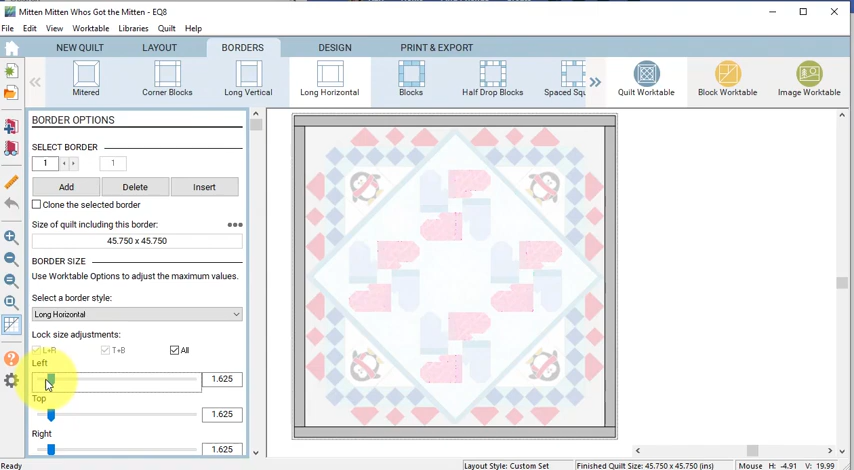 Mitten Mitten Whos Got the Mitten - EQ8
File Edit View Worktable Libraries Quilt Help
NEW QUILT LAYOUT BORDERS DESIGN PRINT & EXPORT
Mitered Corner Blocks Long Vertical Long Horizontal Blocks Half Drop Blocks Spaced Squ Quilt Worktable Block Worktable Image Worktable
BORDER OPTIONS
SELECT BORDER
1 1
Add Delete Insert
Clone the selected border
Size of quilt including this border:
45.750 x 45.750
BORDER SIZE
Use Worktable Options to adjust the maximum values.
Select a border style:
Long Horizontal
Lock size adjustments:
L+R T+B All
Left
1.625
Top
1.625
Right
1.625
Ready Layout Style: Custom Set Finished Quilt Size: 45.750 x 45.750 (ins) Mouse H: -4.91 V: 19.99